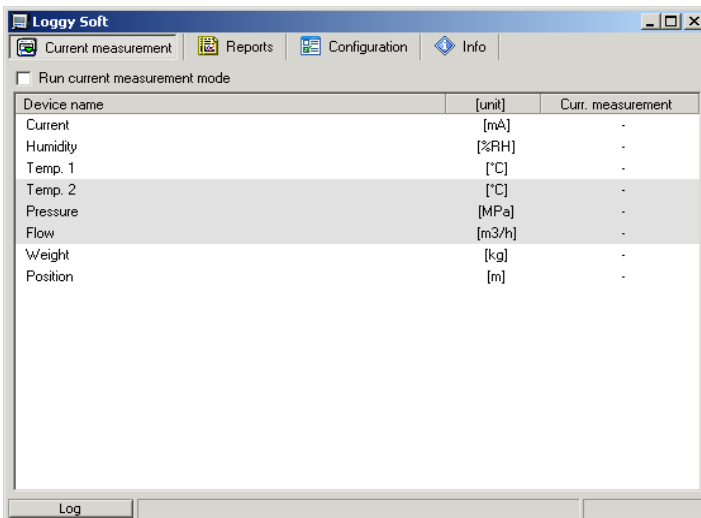 Loggy Soft
Current measurement Reports Configuration Info
Run current measurement mode
Device name [unit] Curr. measurement
Current [mA] -
Humidity [%RH] -
Temp. 1 [°C] -
Temp. 2 [°C] -
Pressure [MPa] -
Flow [m3/h] -
Weight [kg] -
Position [m] -
Log